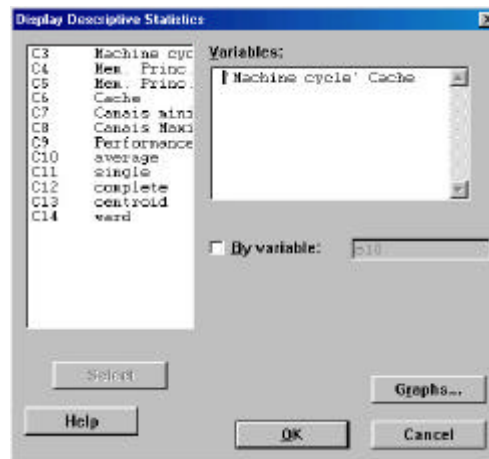 Display Descriptive Statistics
C3 Machine cyc
C4 Mem. Princ.
C5 Mem. Princ.
C6 Cache
C7 Canais mini
C8 Canais Maxi
C9 Performance
C10 average
C11 single
C12 complete
C13 centroid
C14 ward
Variables:
'Machine cycle' Cache
By variable:
c10
Select
Graphs...
Help
OK
Cancel